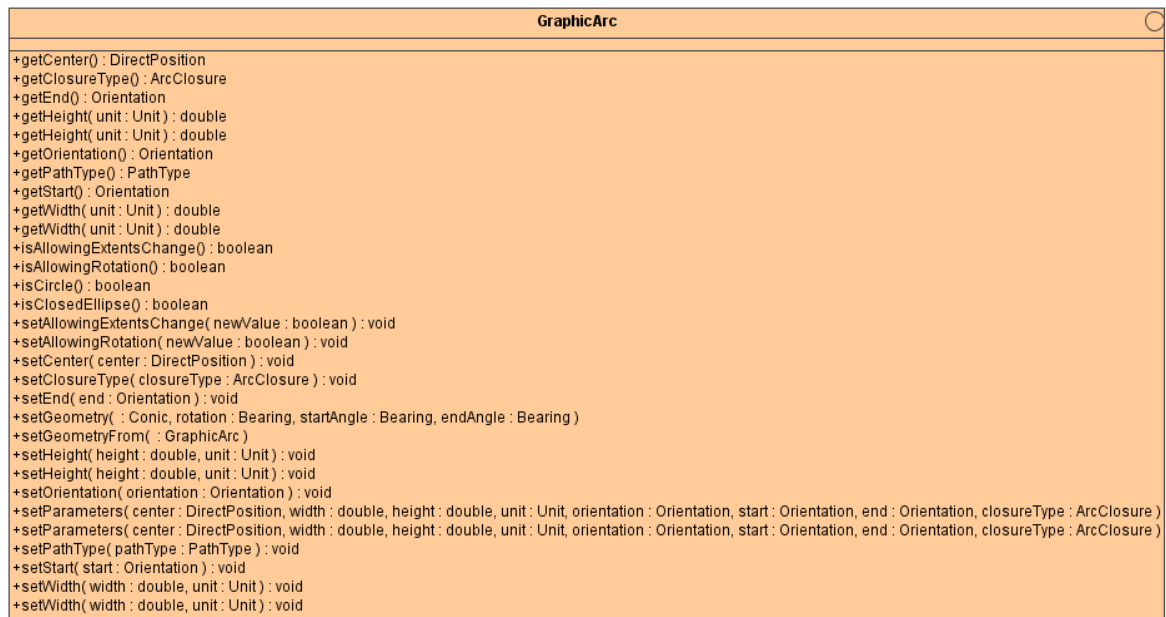 GraphicArc
+getCenter() : DirectPosition
+getClosureType() : ArcClosure
+getEnd() : Orientation
+getHeight( unit : Unit ) : double
+getHeight( unit : Unit ) : double
+getOrientation() : Orientation
+getPathType() : PathType
+getStart() : Orientation
+getWidth( unit : Unit ) : double
+getWidth( unit : Unit ) : double
+isAllowingExtentsChange() : boolean
+isAllowingRotation() : boolean
+isCircle() : boolean
+isClosedEllipse() : boolean
+setAllowingExtentsChange( newValue : boolean ) : void
+setAllowingRotation( newValue : boolean ) : void
+setCenter( center : DirectPosition ) : void
+setClosureType( closureType : ArcClosure ) : void
+setEnd( end : Orientation ) : void
+setGeometry(  : Conic, rotation : Bearing, startAngle : Bearing, endAngle : Bearing )
+setGeometryFrom(  : GraphicArc )
+setHeight( height : double, unit : Unit ) : void
+setHeight( height : double, unit : Unit ) : void
+setOrientation( orientation : Orientation ) : void
+setParameters( center : DirectPosition, width : double, height : double, unit : Unit, orientation : Orientation, start : Orientation, end : Orientation, closureType : ArcClosure )
+setParameters( center : DirectPosition, width : double, height : double, unit : Unit, orientation : Orientation, start : Orientation, end : Orientation, closureType : ArcClosure )
+setPathType( pathType : PathType ) : void
+setStart( start : Orientation ) : void
+setWidth( width : double, unit : Unit ) : void
+setWidth( width : double, unit : Unit ) : void